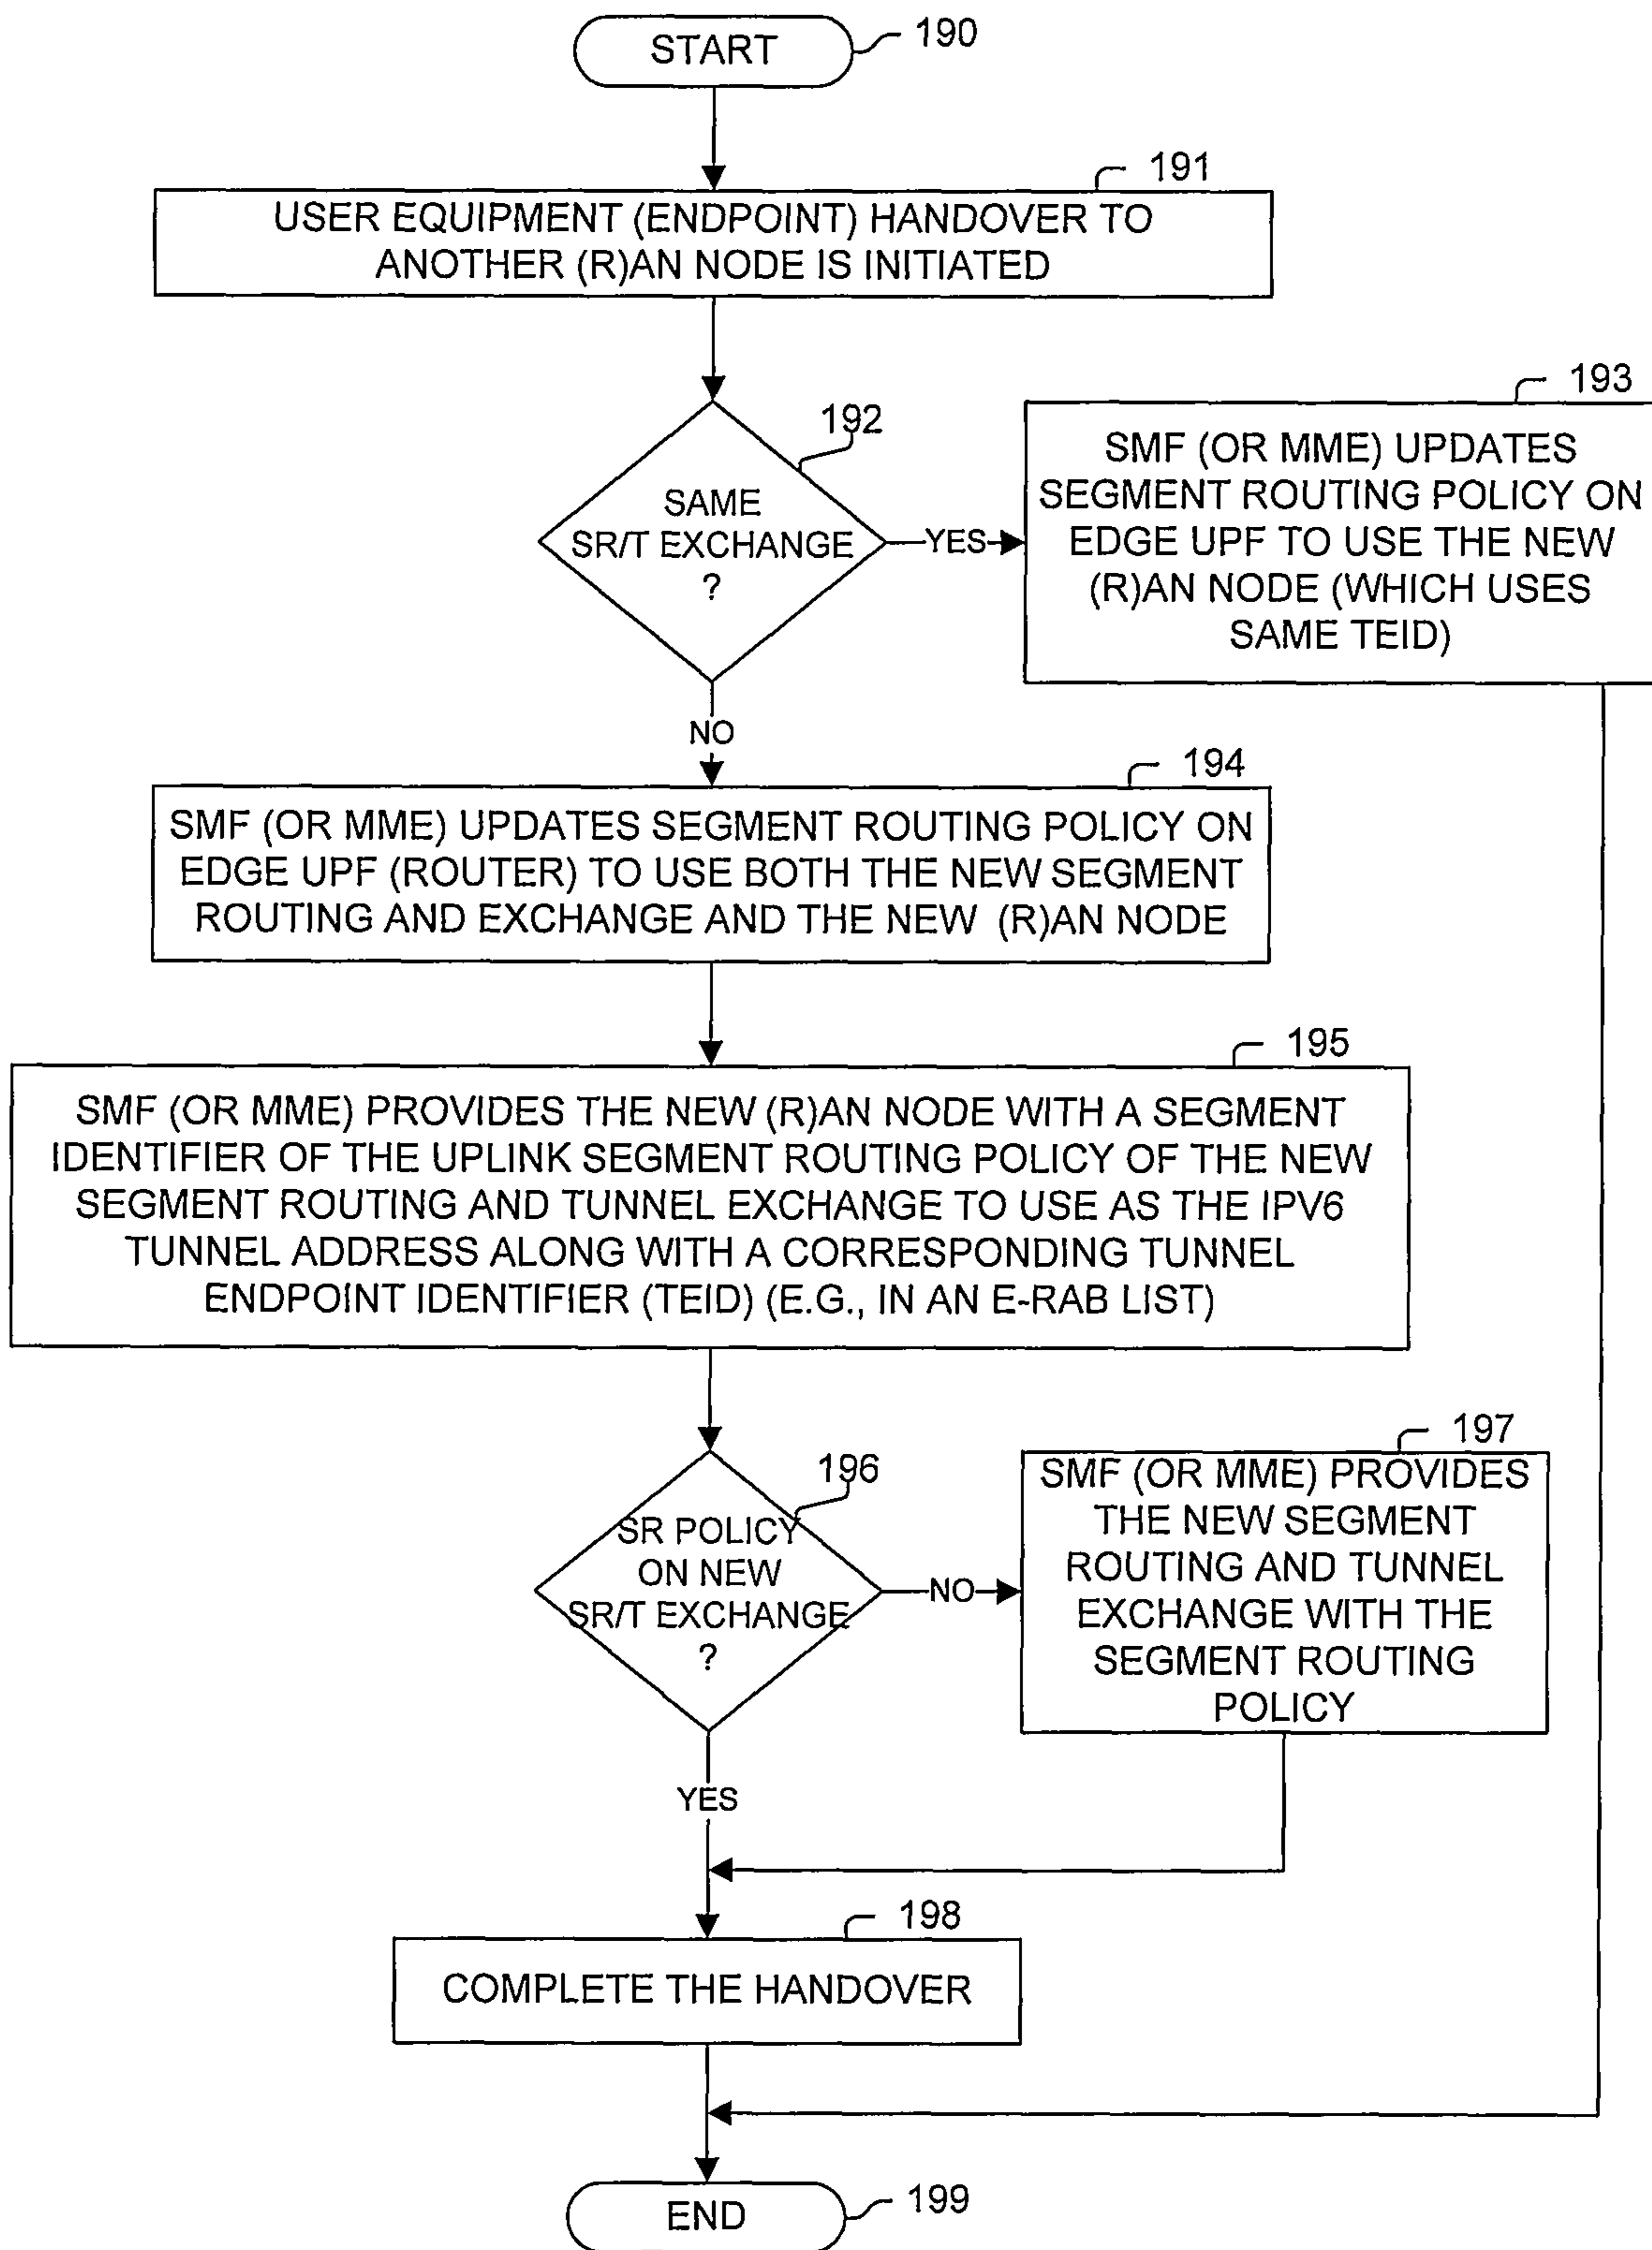 START
190
191
USER EQUIPMENT (ENDPOINT) HANDOVER TO
ANOTHER (R)AN NODE IS INITIATED
192
SAME
SR/T EXCHANGE
?
YES
193
SMF (OR MME) UPDATES
SEGMENT ROUTING POLICY ON
EDGE UPF TO USE THE NEW
(R)AN NODE (WHICH USES
SAME TEID)
NO
194
SMF (OR MME) UPDATES SEGMENT ROUTING POLICY ON
EDGE UPF (ROUTER) TO USE BOTH THE NEW SEGMENT
ROUTING AND EXCHANGE AND THE NEW (R)AN NODE
195
SMF (OR MME) PROVIDES THE NEW (R)AN NODE WITH A SEGMENT
IDENTIFIER OF THE UPLINK SEGMENT ROUTING POLICY OF THE NEW
SEGMENT ROUTING AND TUNNEL EXCHANGE TO USE AS THE IPV6
TUNNEL ADDRESS ALONG WITH A CORRESPONDING TUNNEL
ENDPOINT IDENTIFIER (TEID) (E.G., IN AN E-RAB LIST)
196
SR POLICY
ON NEW
SR/T EXCHANGE
?
NO
197
SMF (OR MME) PROVIDES
THE NEW SEGMENT
ROUTING AND TUNNEL
EXCHANGE WITH THE
SEGMENT ROUTING
POLICY
YES
198
COMPLETE THE HANDOVER
END
199